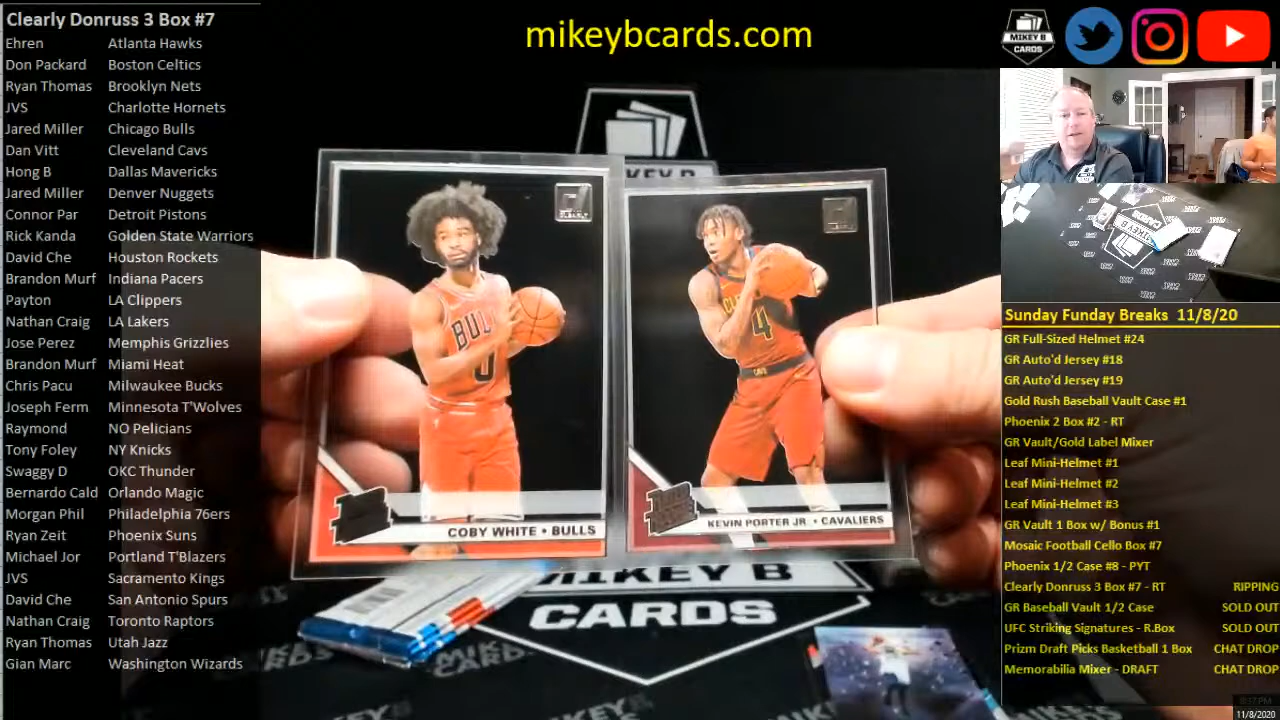 Clearly Donruss 3 Box #7
Ehren Atlanta Hawks
Don Packard Boston Celtics
Ryan Thomas Brooklyn Nets
JVS Charlotte Hornets
Jared Miller Chicago Bulls
Dan Vitt Cleveland Cavs
Hong B Dallas Mavericks
Jared Miller Denver Nuggets
Connor Par Detroit Pistons
Rick Kanda Golden State Warriors
David Che Houston Rockets
Brandon Murf Indiana Pacers
Payton LA Clippers
Nathan Craig LA Lakers
Jose Perez Memphis Grizzlies
Brandon Murf Miami Heat
Chris Pacu Milwaukee Bucks
Joseph Ferm Minnesota T'Wolves
Raymond NO Pelicans
Tony Foley NY Knicks
Swaggy D OKC Thunder
Bernardo Cald Orlando Magic
Morgan Phil Philadelphia 76ers
Ryan Zeit Phoenix Suns
Michael Jor Portland T'Blazers
JVS Sacramento Kings
David Che San Antonio Spurs
Nathan Craig Toronto Raptors
Ryan Thomas Utah Jazz
Gian Marc Washington Wizards
mikeybcards.com
MIKEY B
CARDS
MIKEY B
BULLS
0
COBY WHITE • BULLS
4
KEVIN PORTER JR. • CAVALIERS
MIKEY B
CARDS
Sunday Funday Breaks 11/8/20
GR Full-Sized Helmet #24
GR Auto'd Jersey #18
GR Auto'd Jersey #19
Gold Rush Baseball Vault Case #1
Phoenix 2 Box #2 - RT
GR Vault/Gold Label Mixer
Leaf Mini-Helmet #1
Leaf Mini-Helmet #2
Leaf Mini-Helmet #3
GR Vault 1 Box w/ Bonus #1
Mosaic Football Cello Box #7
Phoenix 1/2 Case #8 - PYT
Clearly Donruss 3 Box #7 - RT RIPPING
GR Baseball Vault 1/2 Case SOLD OUT
UFC Striking Signatures - R.Box SOLD OUT
Prizm Draft Picks Basketball 1 Box CHAT DROP
Memorabilia Mixer - DRAFT CHAT DROP
11/8/2020